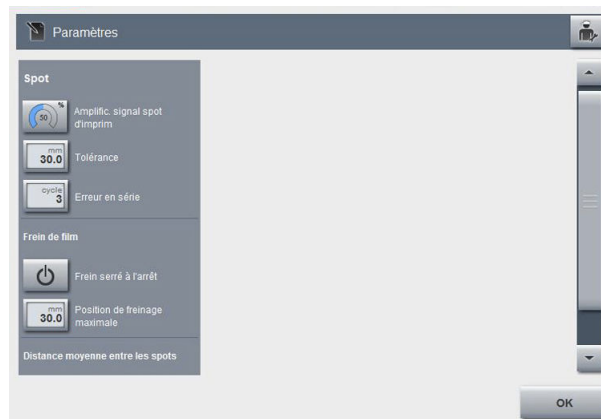 Paramètres
Spot
%
50
Amplific. signal spot
d'imprim
mm
30.0
Tolérance
cycle
3
Erreur en série
Frein de film
Frein serré à l'arrêt
mm
30.0
Position de freinage
maximale
Distance moyenne entre les spots
OK